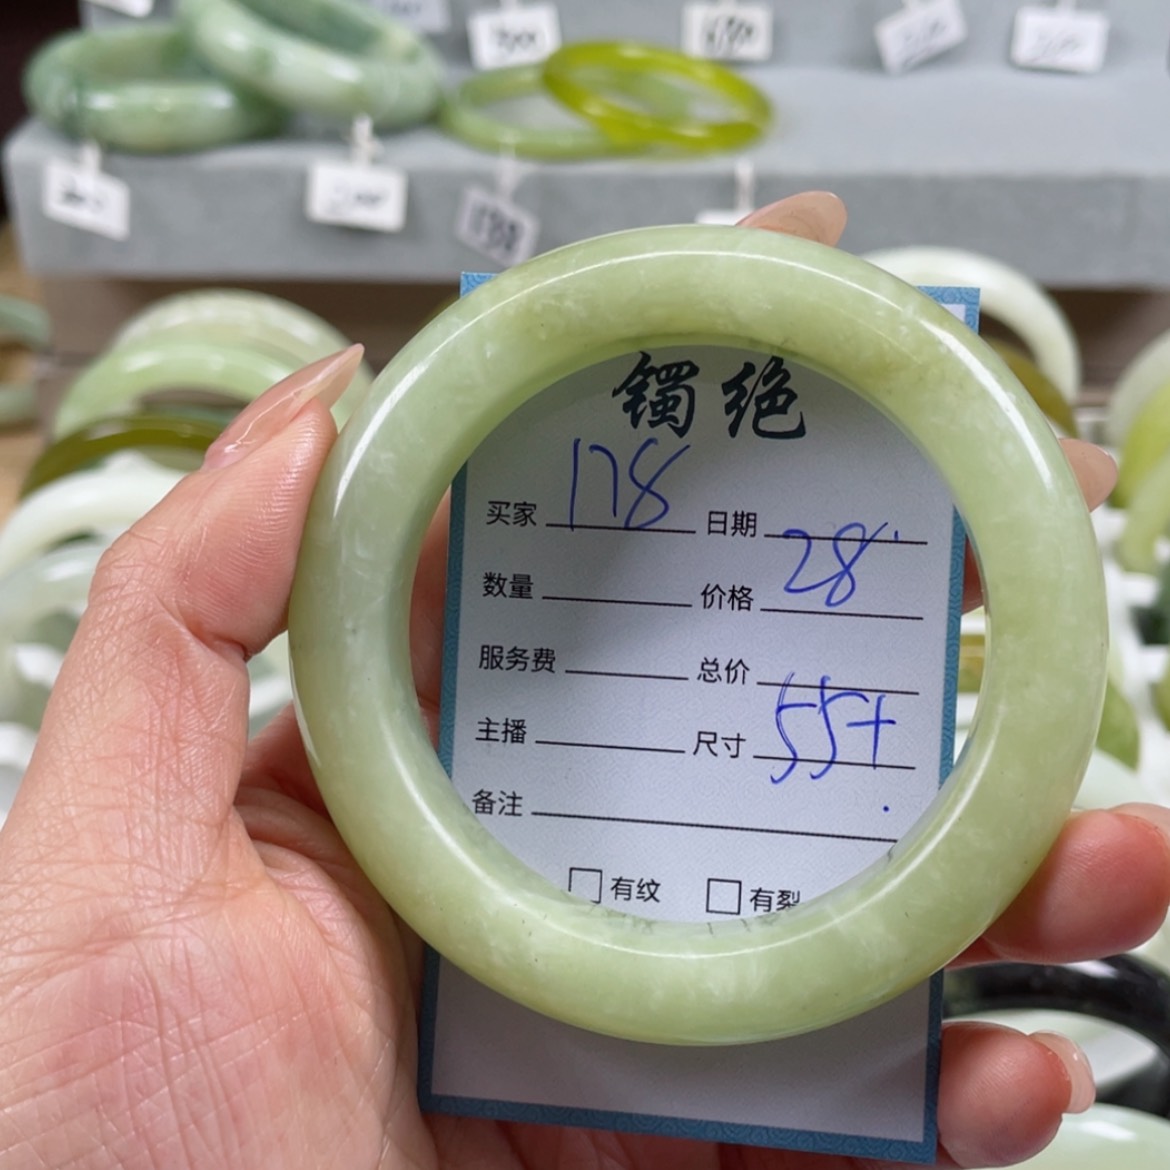 138
镯绝
178
买家 日期
28
数量 价格
服务费 总价
55+
主播 尺寸
备注
有纹 有裂